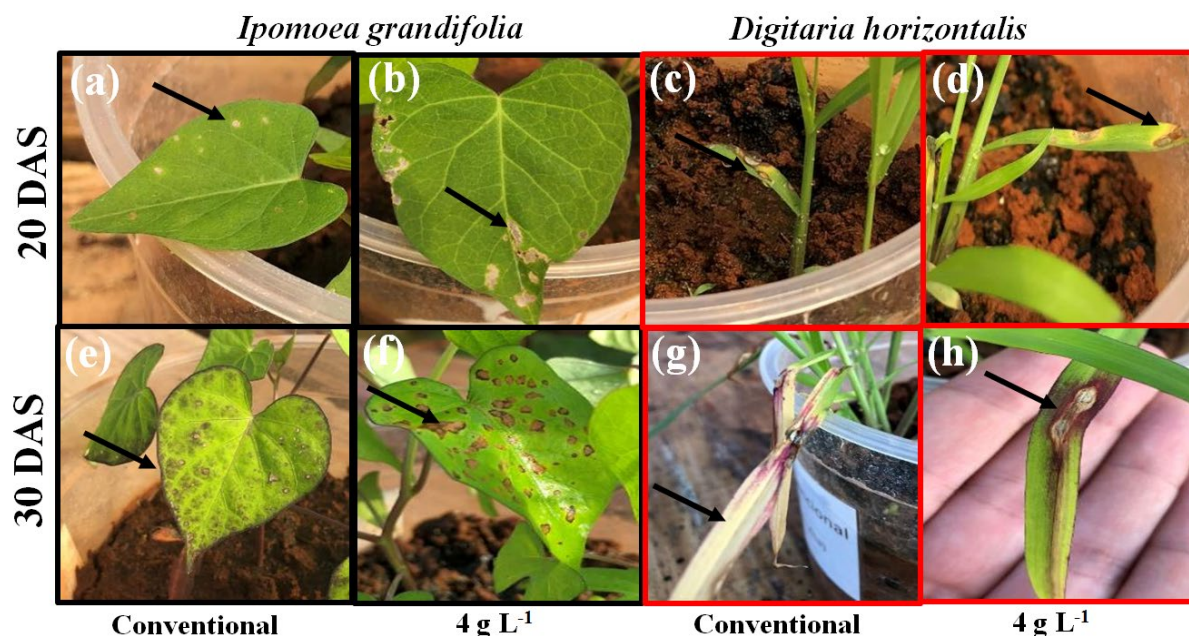 Ipomoea grandifolia Digitaria horizontalis
20 DAS
(a) (b) (c) (d)
30 DAS
(e) (f) (g) (h)
Conventional 4 g L⁻¹ Conventional 4 g L⁻¹